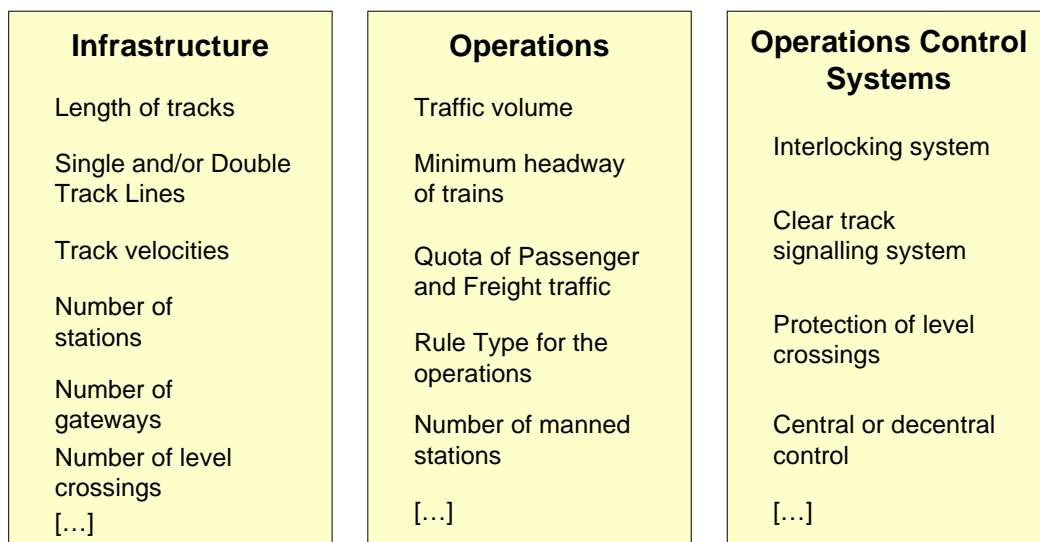 Infrastructure
Length of tracks
Single and/or Double
Track Lines
Track velocities
Number of
stations
Number of
gateways
Number of level
crossings
[…]
Operations
Traffic volume
Minimum headway
of trains
Quota of Passenger
and Freight traffic
Rule Type for the
operations
Number of manned
stations
[…]
Operations Control
Systems
Interlocking system
Clear track
signalling system
Protection of level
crossings
Central or decentral
control
[…]